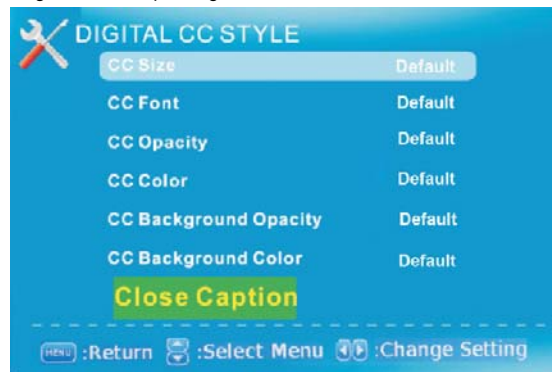 DIGITAL CC STYLE
CC Size Default
CC Font Default
CC Opacity Default
CC Color Default
CC Background Opacity Default
CC Background Color Default
Close Caption
MENU :Return :Select Menu :Change Setting